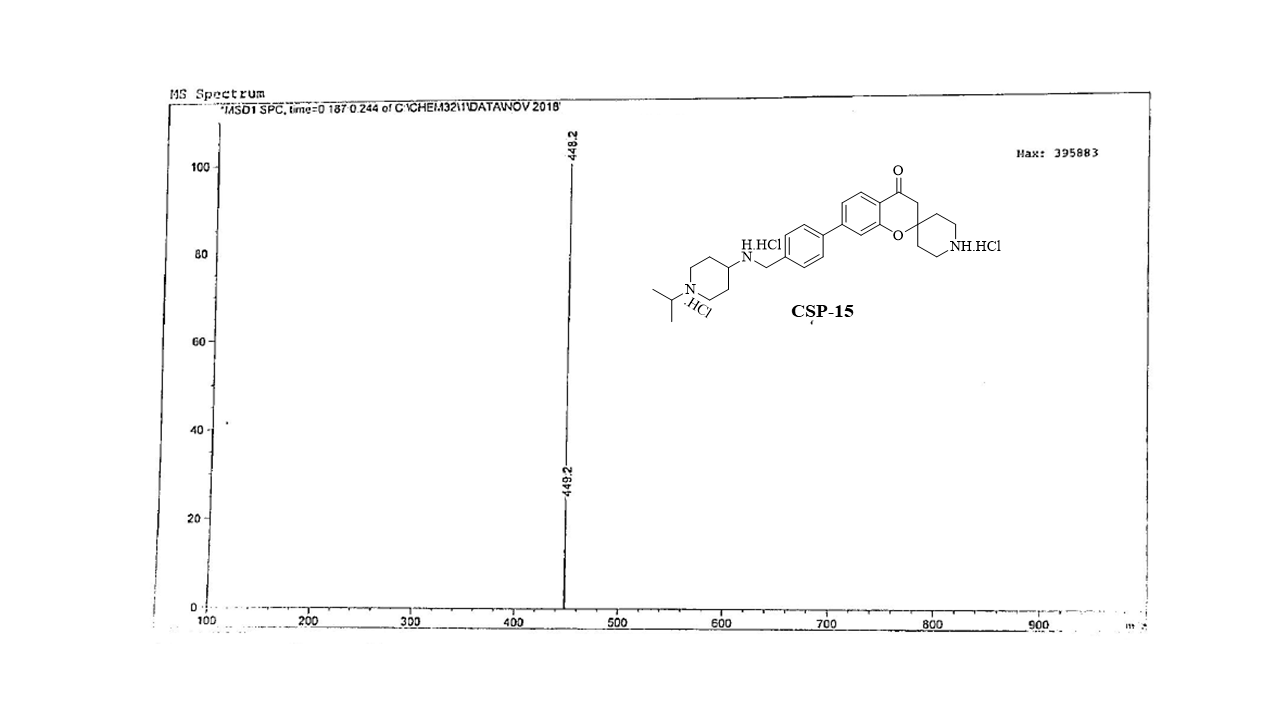 MS Spectrum
*MSD1 SPC, time=0 187 0.244 of C:\CHEM32\1\DATA\NOV 2018\
448.2
Max: 395883
100
80
60
40
20
0
449.2
O
O
NH.HCl
H.HCl
N
N
.HCl
CSP-15
100
200
300
400
500
600
700
800
900
m